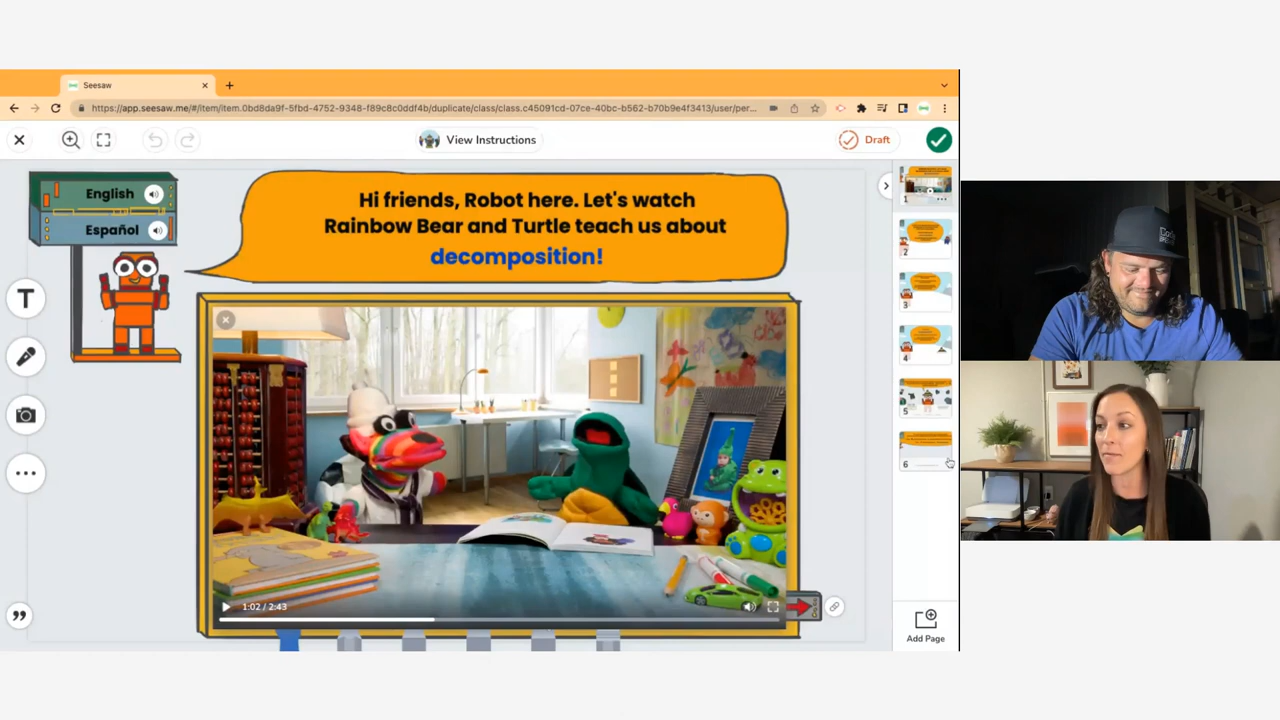 Seesaw
https://app.seesaw.me/#/item/item.0bd8da9f-5fbd-4752-9348-f89c8c0ddf4b/duplicate/class/class.c45091cd-07ce-40bc-b562-b70b9e4f3413/user/per...
View Instructions
Draft
English
Español
Hi friends, Robot here. Let's watch
Rainbow Bear and Turtle teach us about
decomposition!
T
1:02 / 2:43
1
2
3
4
5
6
Add Page